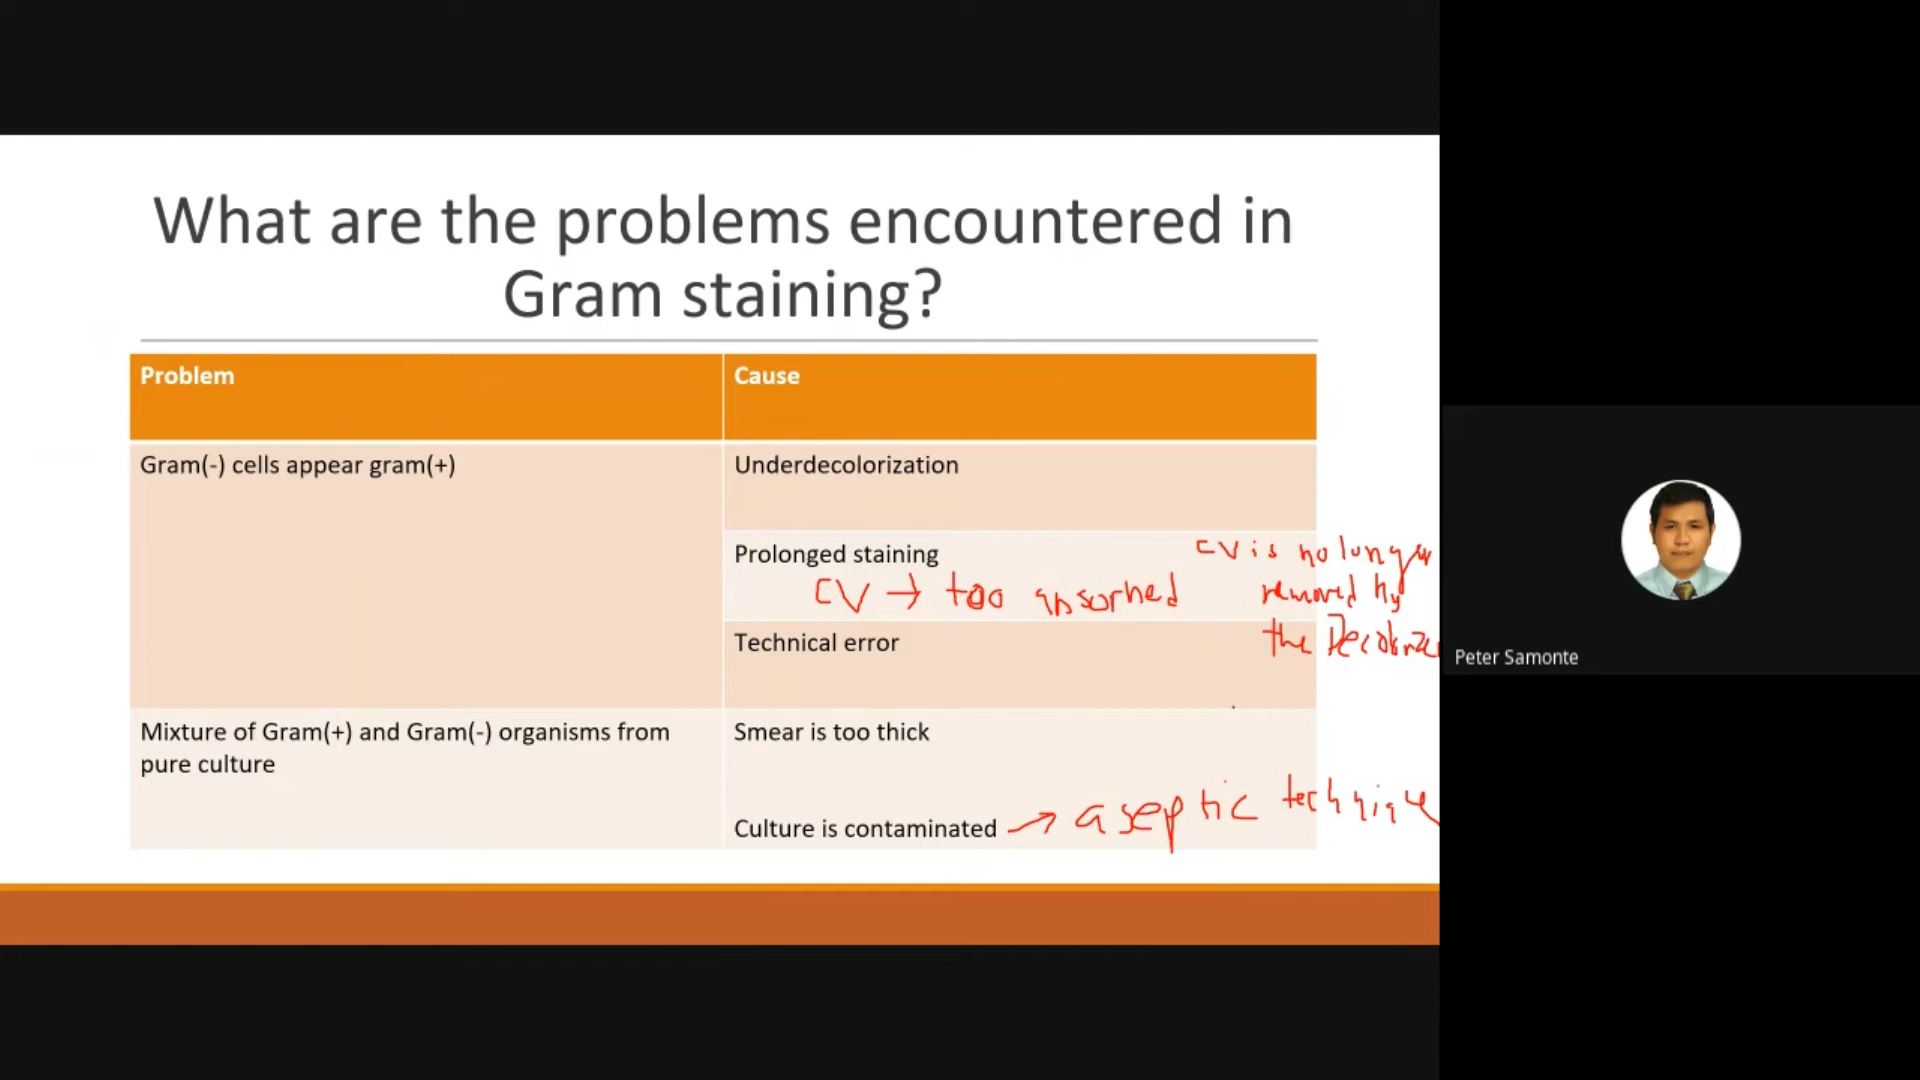 What are the problems encountered in
Gram staining?
Problem
Cause
Gram(-) cells appear gram(+)
Underdecolorization
Prolonged staining
CV → too absorbed
CV is no longer
removed by
the Decolorizer
Technical error
Mixture of Gram(+) and Gram(-) organisms from
pure culture
Smear is too thick
Culture is contaminated → aseptic technique
Peter Samonte